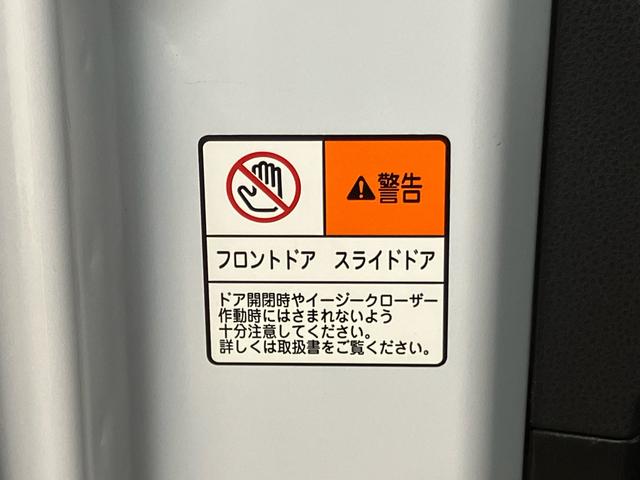 ⚠警告
フロントドア スライドドア
ドア開閉時やイージークローザー
作動時にはさまれないよう
十分注意してください。
詳しくは取扱書をご覧ください。